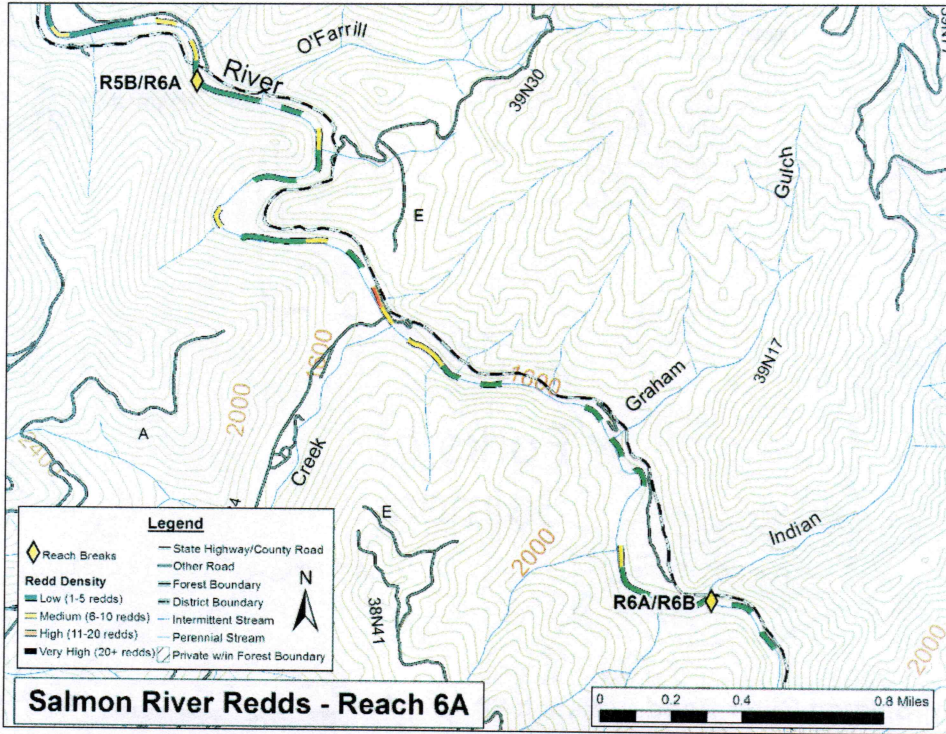 39N17
O'Farrill
River
R5B/R6A
39N30
Gulch
E
1600
2000
1600
Graham
39N17
A
2400
Creek
4
E
2000
Indian
38N41
R6A/R6B
2000
Legend
Reach Breaks
Redd Density
Low (1-5 redds)
Medium (6-10 redds)
High (11-20 redds)
Very High (20+ redds)
State Highway/County Road
Other Road
Forest Boundary
District Boundary
Intermittent Stream
Perennial Stream
Private w/in Forest Boundary
N
Salmon River Redds - Reach 6A
0 0.2 0.4 0.8 Miles